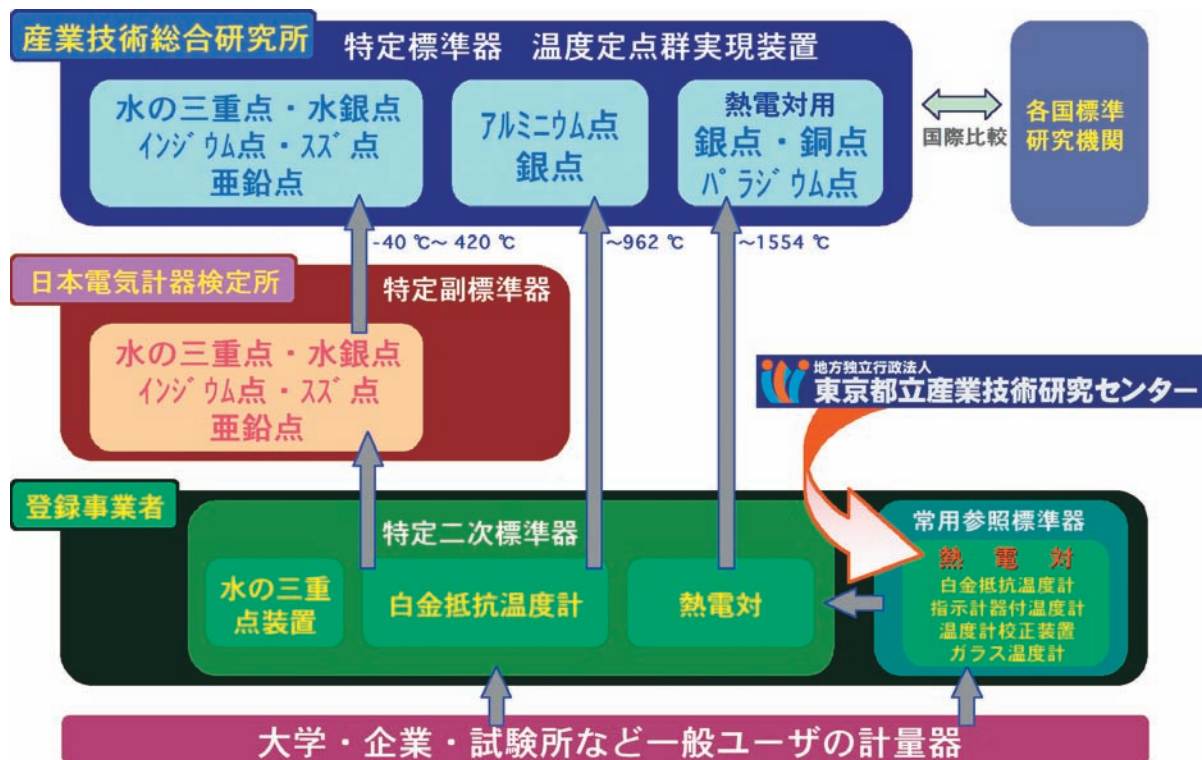 産業技術総合研究所
特定標準器　温度定点群実現装置
水の三重点・水銀点
インジウム点・スズ点
亜鉛点
アルミニウム点
銀点
熱電対用
銀点・銅点
パラジウム点
国際比較
各国標準
研究機関
-40 ℃～ 420 ℃
～962 ℃
～1554 ℃
日本電気計器検定所
特定副標準器
水の三重点・水銀点
インジウム点・スズ点
亜鉛点
地方独立行政法人
東京都立産業技術研究センター
登録事業者
特定二次標準器
水の三重
点装置
白金抵抗温度計
熱電対
常用参照標準器
熱電対
白金抵抗温度計
指示計器付温度計
温度計校正装置
ガラス温度計
大学・企業・試験所など一般ユーザの計量器